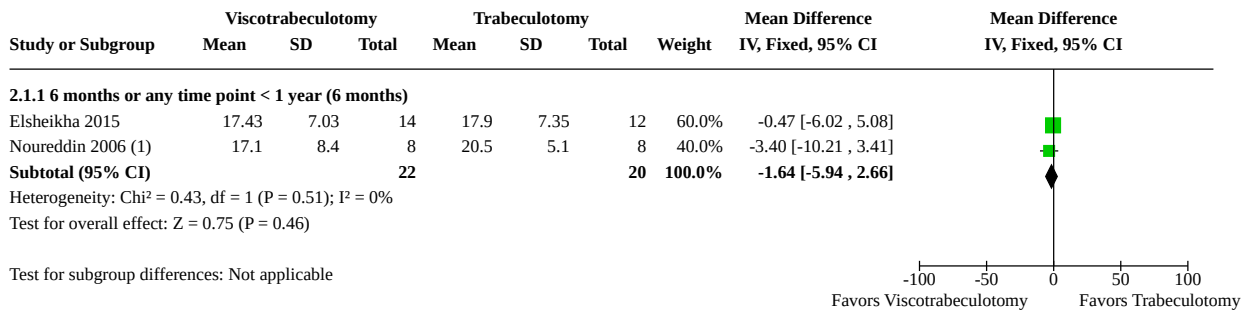 Viscotrabeculotomy Trabeculotomy Mean Difference Mean Difference
Study or Subgroup Mean SD Total Mean SD Total Weight IV, Fixed, 95% CI IV, Fixed, 95% CI
2.1.1 6 months or any time point < 1 year (6 months)
Elsheikha 2015 17.43 7.03 14 17.9 7.35 12 60.0% -0.47 [-6.02 , 5.08]
Noureddin 2006 (1) 17.1 8.4 8 20.5 5.1 8 40.0% -3.40 [-10.21 , 3.41]
Subtotal (95% CI) 22 20 100.0% -1.64 [-5.94 , 2.66]
Heterogeneity: Chi² = 0.43, df = 1 (P = 0.51); I² = 0%
Test for overall effect: Z = 0.75 (P = 0.46)
Test for subgroup differences: Not applicable
-100 -50 0 50 100
Favors Viscotrabeculotomy Favors Trabeculotomy